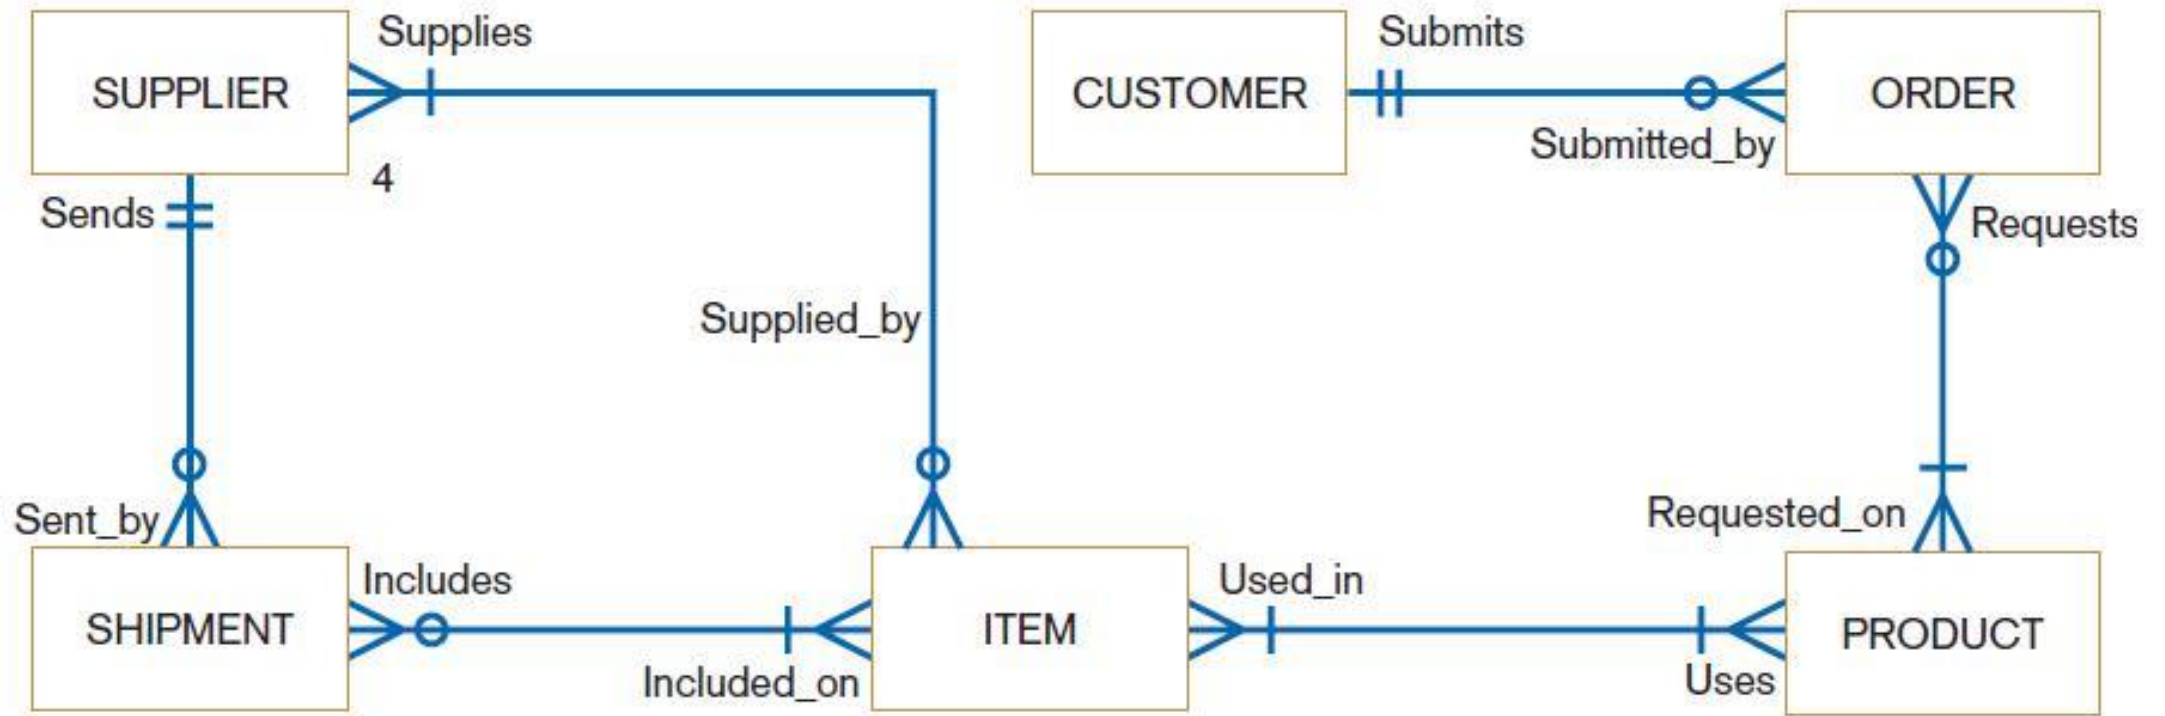 Supplies
SUPPLIER
4
Sends
Supplied_by
Sent_by
SHIPMENT
Includes
Included_on
ITEM
CUSTOMER
Submits
Submitted_by
ORDER
Requests
Requested_on
Used_in
Uses
PRODUCT